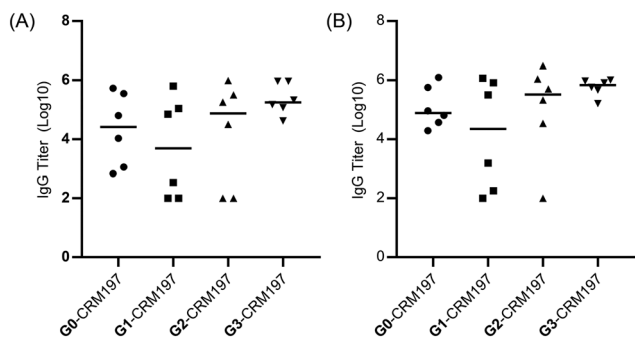 (A)
IgG Titer (Log10)
8
6
4
2
0
G0-CRM197
G1-CRM197
G2-CRM197
G3-CRM197
(B)
IgG Titer (Log10)
8
6
4
2
0
G0-CRM197
G1-CRM197
G2-CRM197
G3-CRM197